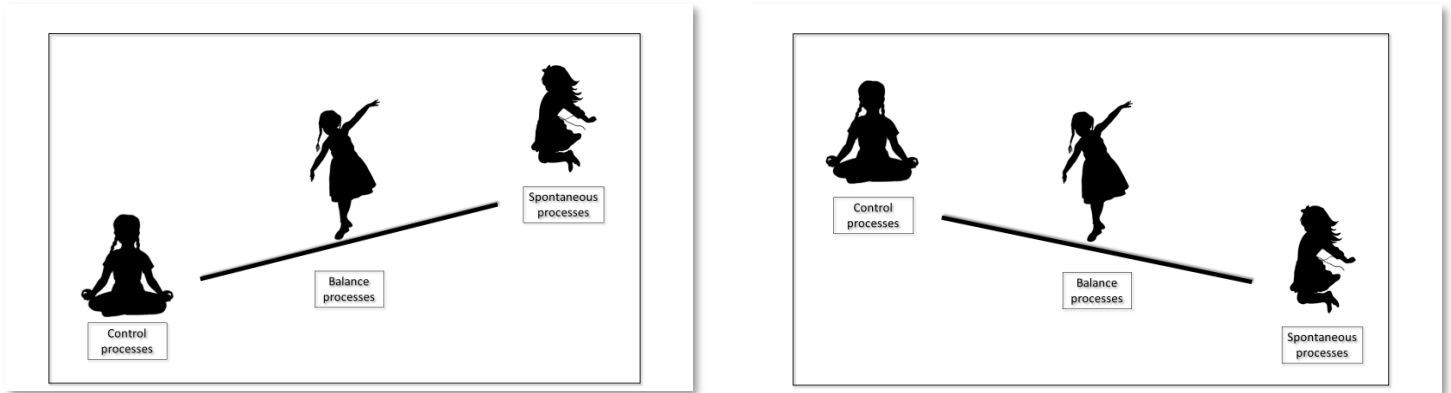 Spontaneous
processes
Balance
processes
Control
processes
Control
processes
Balance
processes
Spontaneous
processes